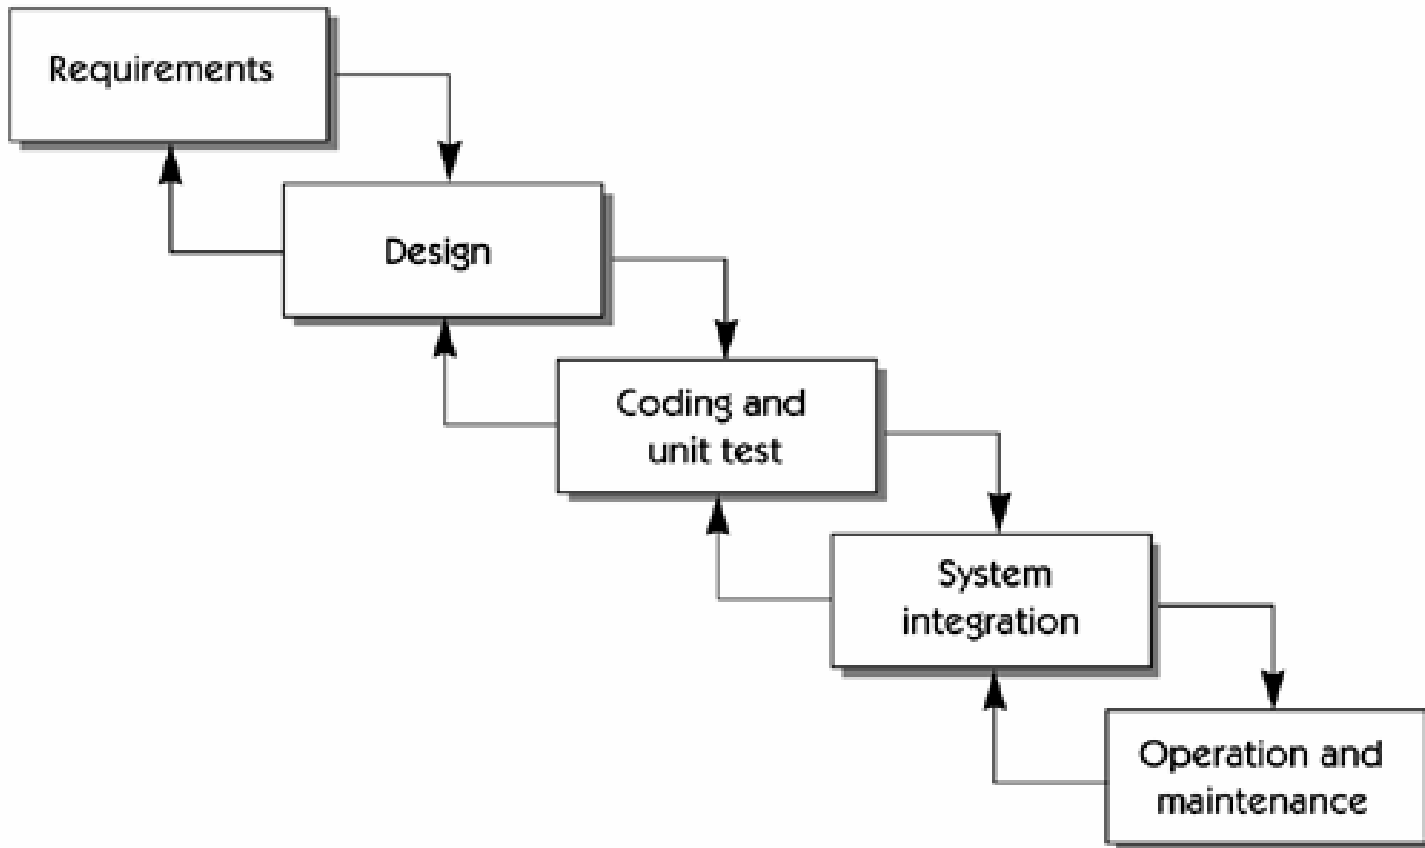 Requirements
Design
Coding and
unit test
System
integration
Operation and
maintenance